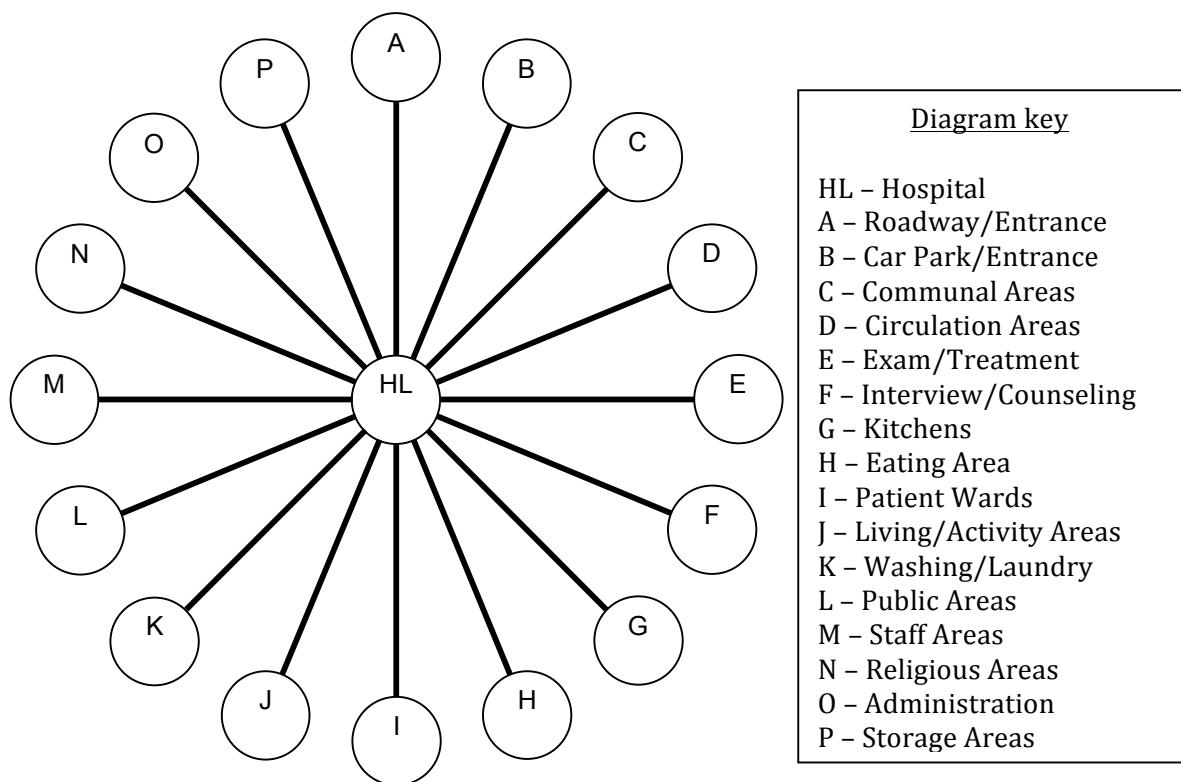 A
P
B
O
C
N
D
HL
M
E
L
F
K
G
J
H
I
Diagram key
HL – Hospital
A – Roadway/Entrance
B – Car Park/Entrance
C – Communal Areas
D – Circulation Areas
E – Exam/Treatment
F – Interview/Counseling
G – Kitchens
H – Eating Area
I – Patient Wards
J – Living/Activity Areas
K – Washing/Laundry
L – Public Areas
M – Staff Areas
N – Religious Areas
O – Administration
P – Storage Areas